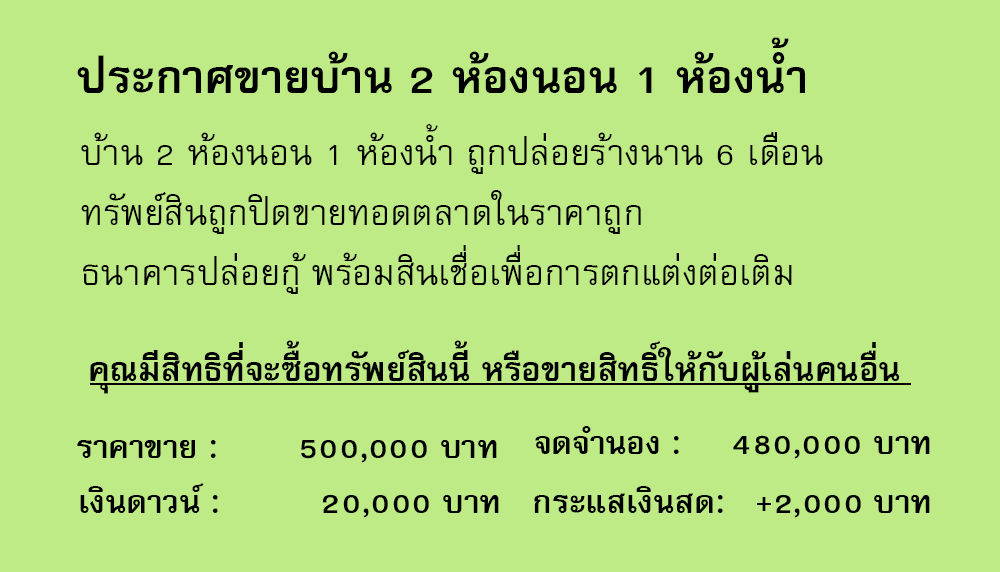 ประกาศขายบ้าน 2 ห้องนอน 1 ห้องน้ำ
บ้าน 2 ห้องนอน 1 ห้องน้ำ ถูกปล่อยร้างนาน 6 เดือน
ทรัพย์สินถูกปิดขายทอดตลาดในราคาถูก
ธนาคารปล่อยกู้ พร้อมสินเชื่อเพื่อการตกแต่งต่อเติม
คุณมีสิทธิที่จะซื้อทรัพย์สินนี้ หรือขายสิทธิ์ให้กับผู้เล่นคนอื่น
ราคาขาย : 500,000 บาท จดจำนอง : 480,000 บาท
เงินดาวน์ : 20,000 บาท กระแสเงินสด: +2,000 บาท